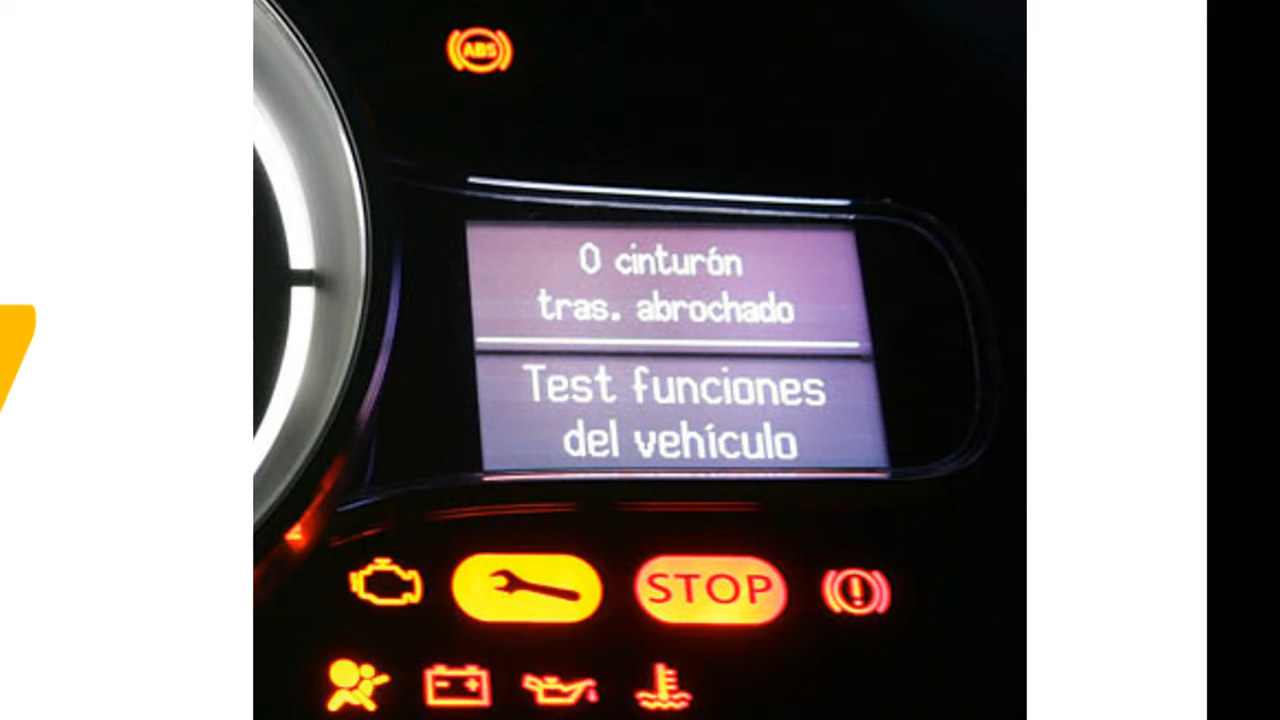 ABS
0 cinturón
tras. abrochado
Test funciones
del vehículo
STOP